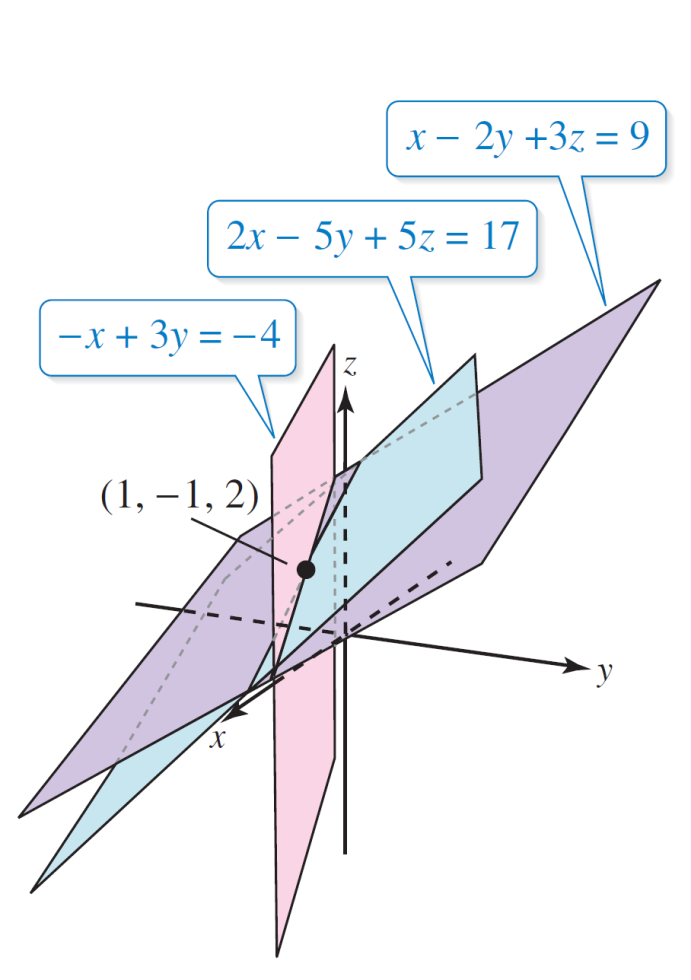 x − 2y +3z = 9
2x − 5y + 5z = 17
−x + 3y = −4
z
(1, −1, 2)
y
x